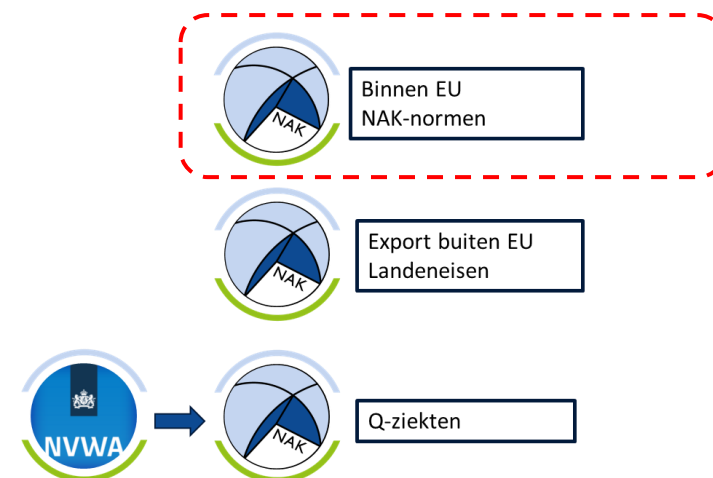 NAK
Binnen EU
NAK-normen
NAK
Export buiten EU
Landeneisen
NVWA
NAK
Q-ziekten